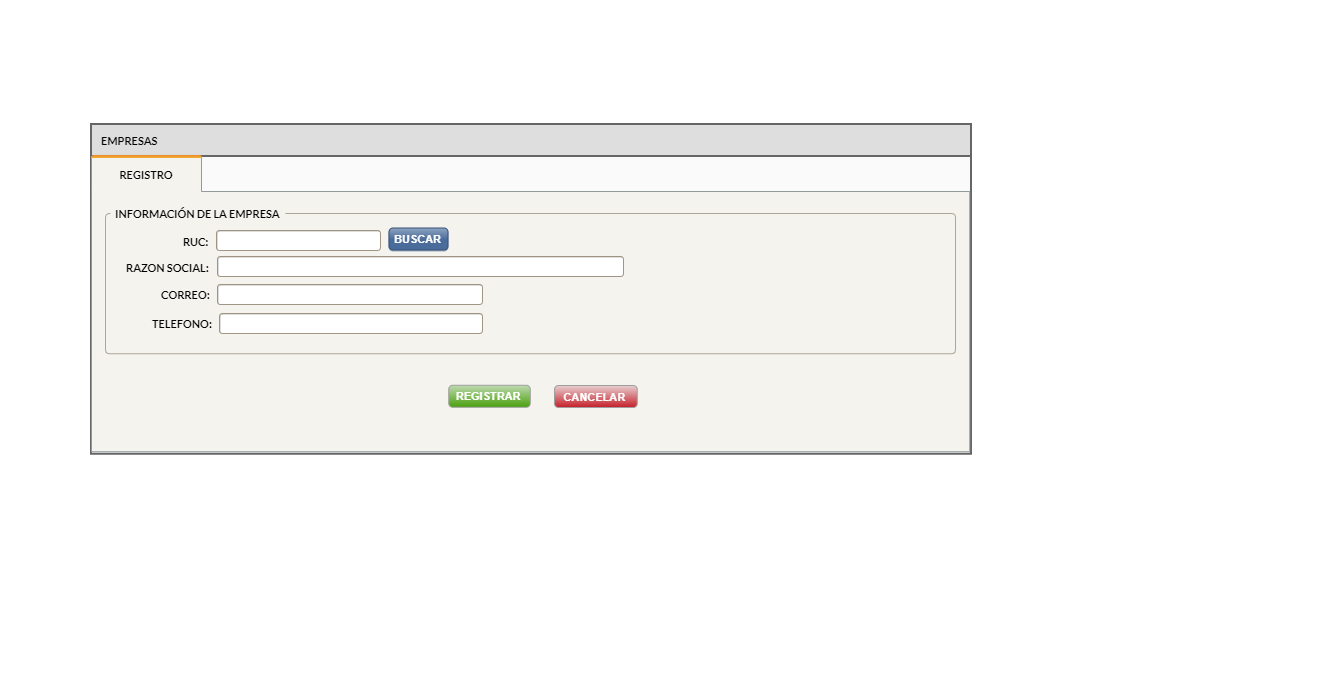 EMPRESAS
REGISTRO
INFORMACIÓN DE LA EMPRESA
RUC: BUSCAR
RAZON SOCIAL:
CORREO:
TELEFONO:
REGISTRAR CANCELAR